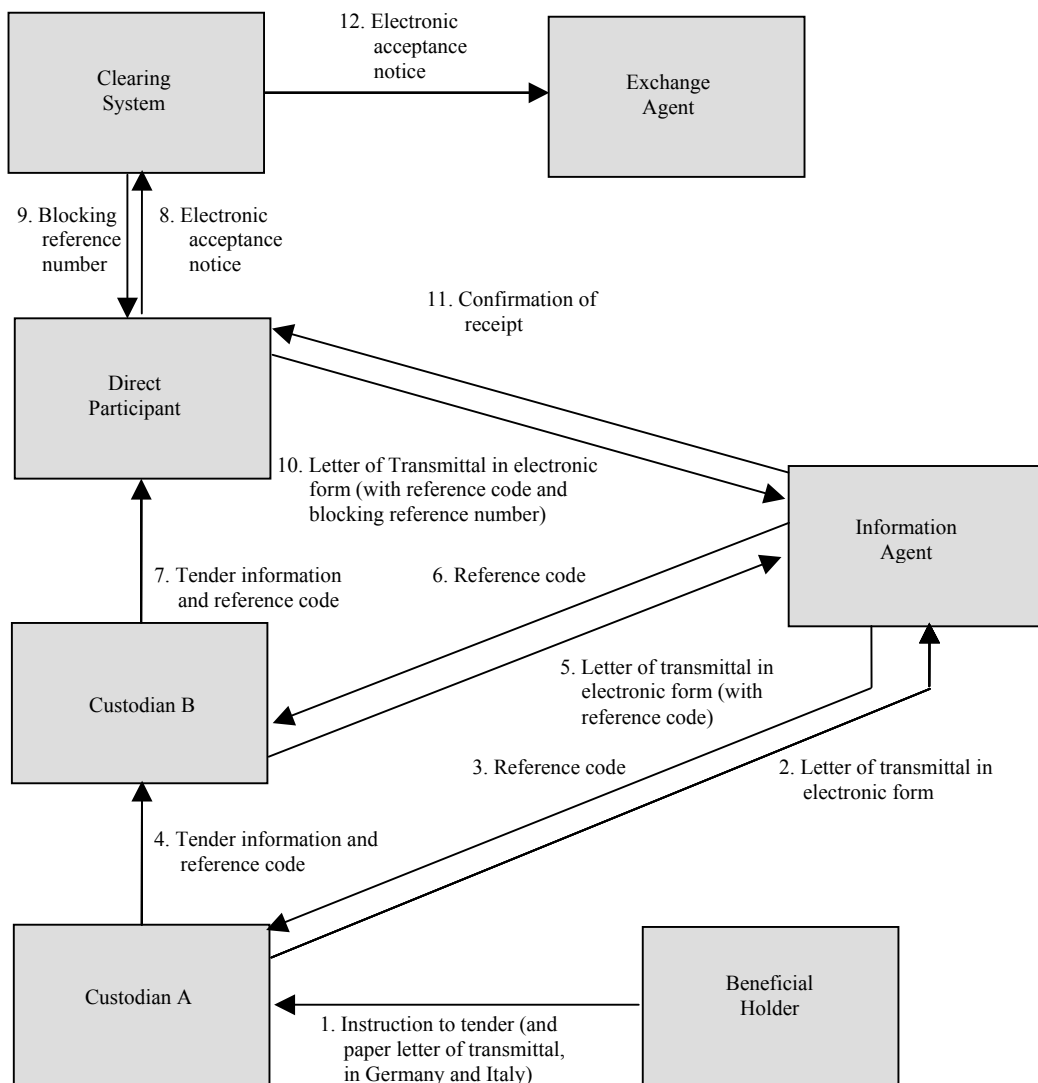 12. Electronic
acceptance
notice
Clearing
System
Exchange
Agent
9. Blocking
reference
number
8. Electronic
acceptance
notice
11. Confirmation of
receipt
Direct
Participant
10. Letter of Transmittal in electronic
form (with reference code and
blocking reference number)
Information
Agent
7. Tender information
and reference code
6. Reference code
5. Letter of transmittal in
electronic form (with
reference code)
Custodian B
3. Reference code
2. Letter of transmittal in
electronic form
4. Tender information and
reference code
Custodian A
Beneficial
Holder
1. Instruction to tender (and
paper letter of transmittal,
in Germany and Italy)